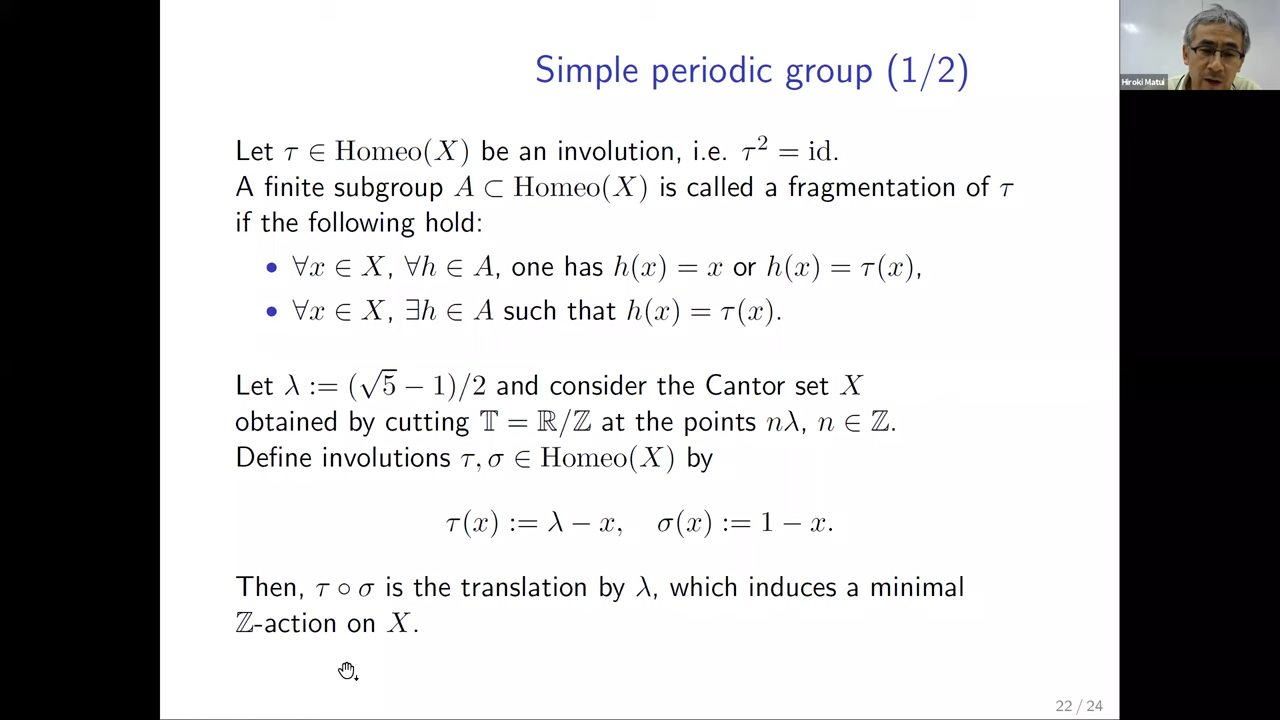 Simple periodic group (1/2)
Hiroki Matui
Let τ ∈ Homeo(X) be an involution, i.e. τ² = id.
A finite subgroup A ⊂ Homeo(X) is called a fragmentation of τ
if the following hold:
• ∀x ∈ X, ∀h ∈ A, one has h(x) = x or h(x) = τ(x),
• ∀x ∈ X, ∃h ∈ A such that h(x) = τ(x).
Let λ := (√5 − 1)/2 and consider the Cantor set X
obtained by cutting 𝕋 = ℝ/ℤ at the points nλ, n ∈ ℤ.
Define involutions τ, σ ∈ Homeo(X) by
τ(x) := λ − x, σ(x) := 1 − x.
Then, τ ∘ σ is the translation by λ, which induces a minimal
ℤ-action on X.
22 / 24